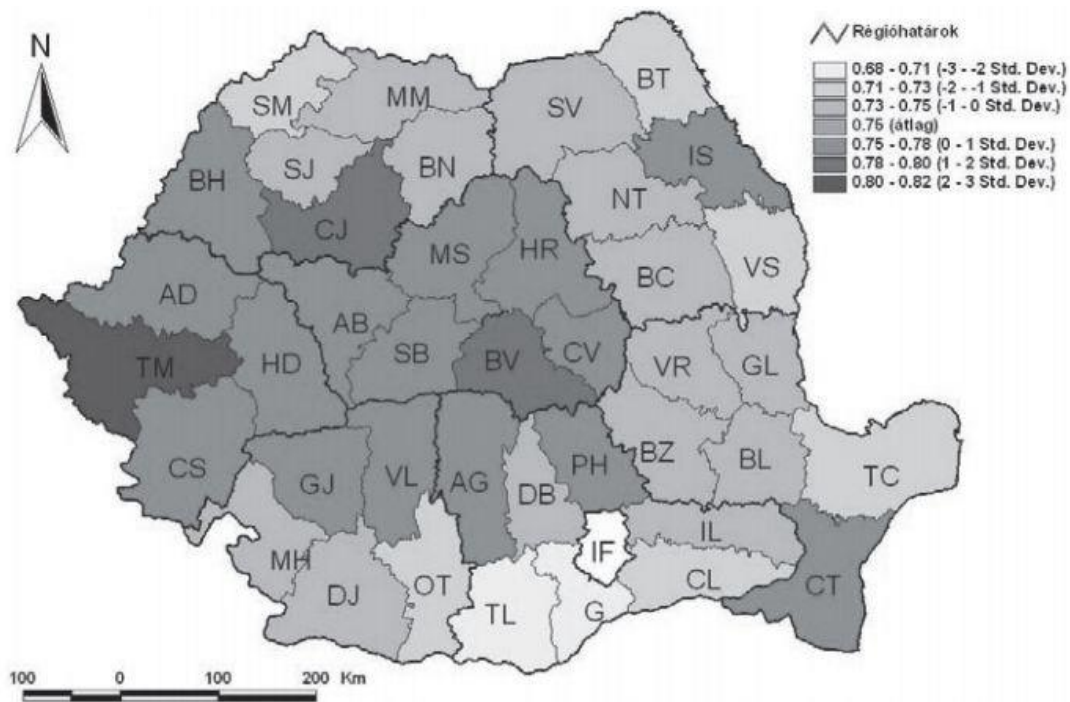 N
Régióhatárok
0.68 - 0.71 (-3 - -2 Std. Dev.)
0.71 - 0.73 (-2 - -1 Std. Dev.)
0.73 - 0.75 (-1 - 0 Std. Dev.)
0.75 (átlag)
0.75 - 0.78 (0 - 1 Std. Dev.)
0.78 - 0.80 (1 - 2 Std. Dev.)
0.80 - 0.82 (2 - 3 Std. Dev.)
SM
MM
SV
BT
BH
SJ
BN
IS
CJ
NT
MS
HR
BC
VS
AD
AB
TM
HD
SB
BV
CV
VR
GL
CS
GJ
VL
AG
DB
PH
BZ
BL
TC
MH
DJ
OT
TL
G
IF
IL
CL
CT
100 0 100 200 Km